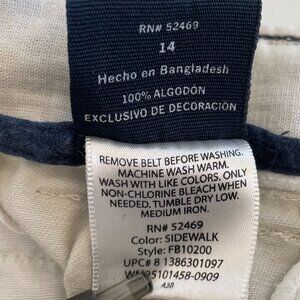 RN# 52469
14
Hecho en Bangladesh
100% ALGODÓN
EXCLUSIVO DE DECORACIÓN
REMOVE BELT BEFORE WASHING.
MACHINE WASH WARM.
WASH WITH LIKE COLORS. ONLY
NON-CHLORINE BLEACH WHEN
NEEDED. TUMBLE DRY LOW.
MEDIUM IRON.
RN# 52469
Color: SIDEWALK
Style: FB10200
UPC# 8 1386301097
A3R